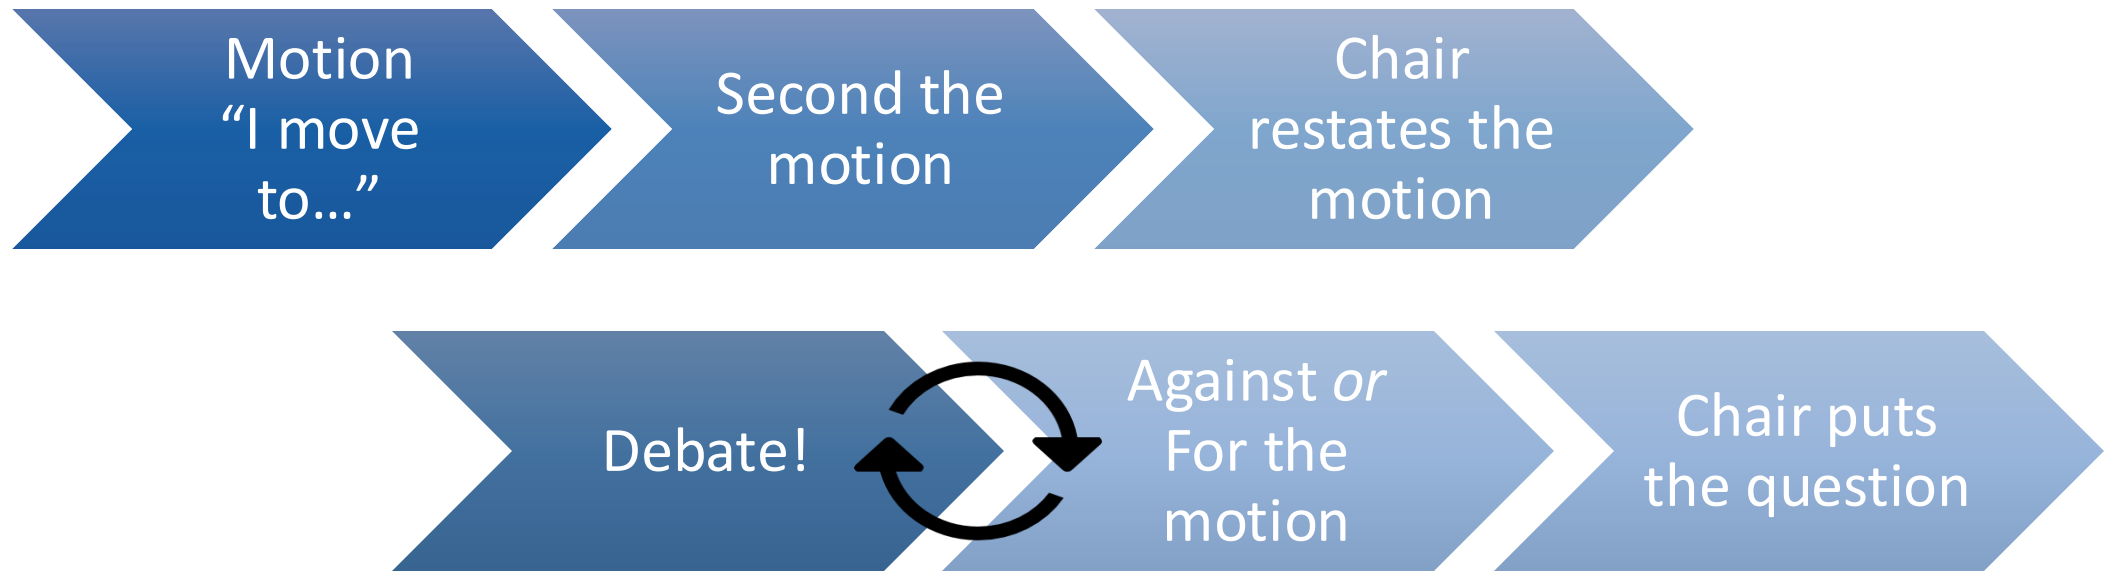 Motion
“I move
to…”
Second the
motion
Chair
restates the
motion
Debate!
Against or
For the
motion
Chair puts
the question